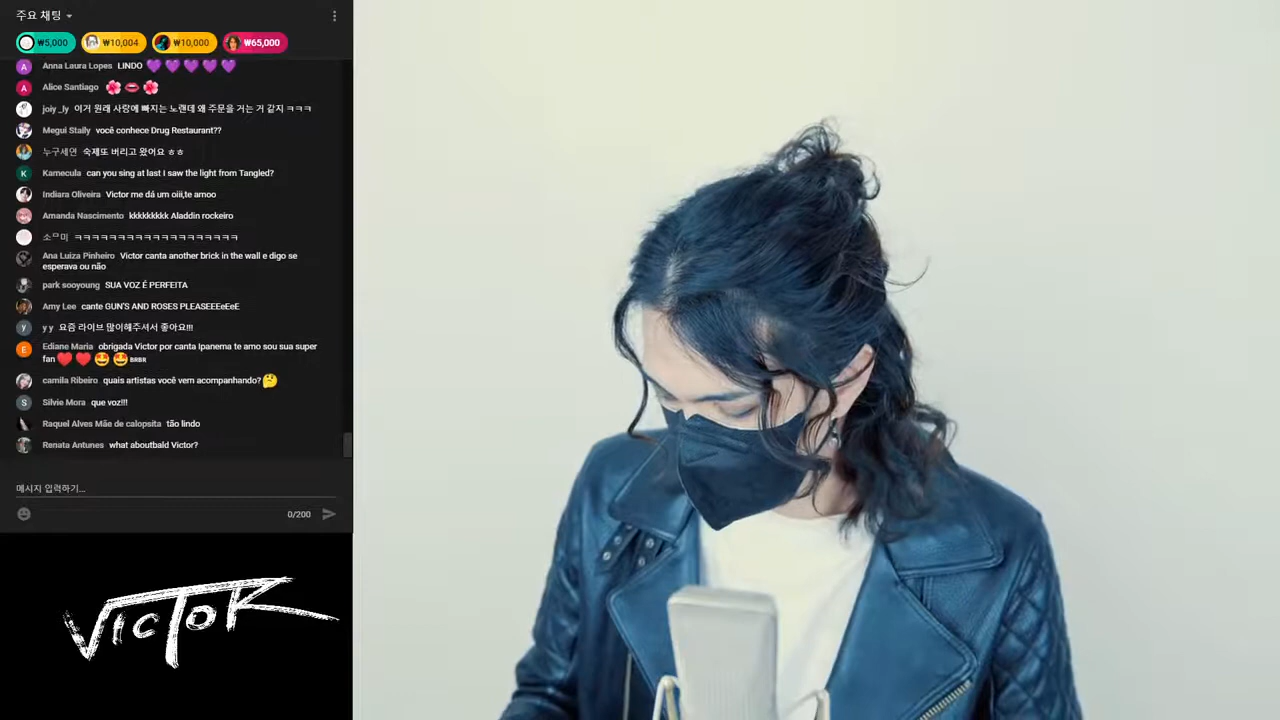 주요 채팅
₩5,000 ₩10,004 ₩10,000 ₩65,000
Anna Laura Lopes LINDO
Alice Santiago
joiy _ly 이거 원래 사랑에 빠지는 노랜데 왜 주문을 거는 거 같지 ㅋㅋㅋ
Megui Stally você conhece Drug Restaurant??
누구세연 숙제또 버리고 왔어요 ㅎㅎ
K Kamecula can you sing at last I saw the light from Tangled?
Indiara Oliveira Victor me dá um oiii,te amoo
Amanda Nascimento kkkkkkkkk Aladdin rockeiro
소ᄆ미 ㅋㅋㅋㅋㅋㅋㅋㅋㅋㅋㅋㅋㅋㅋㅋㅋㅋㅋㅋ
Ana Luiza Pinheiro Victor canta another brick in the wall e digo se
esperava ou não
park sooyoung SUA VOZ É PERFEITA
Amy Lee cante GUN'S AND ROSES PLEASEEEeEeE
y y y 요즘 라이브 많이해주셔서 좋아요!!!
E Ediane Maria obrigada Victor por canta Ipanema te amo sou sua super
fan BRBR
camila Ribeiro quais artistas você vem acompanhando?
S Silvie Mora que voz!!!
Raquel Alves Mãe de calopsita tão lindo
Renata Antunes what aboutbald Victor?
메시지 입력하기...
0/200
VICTOR